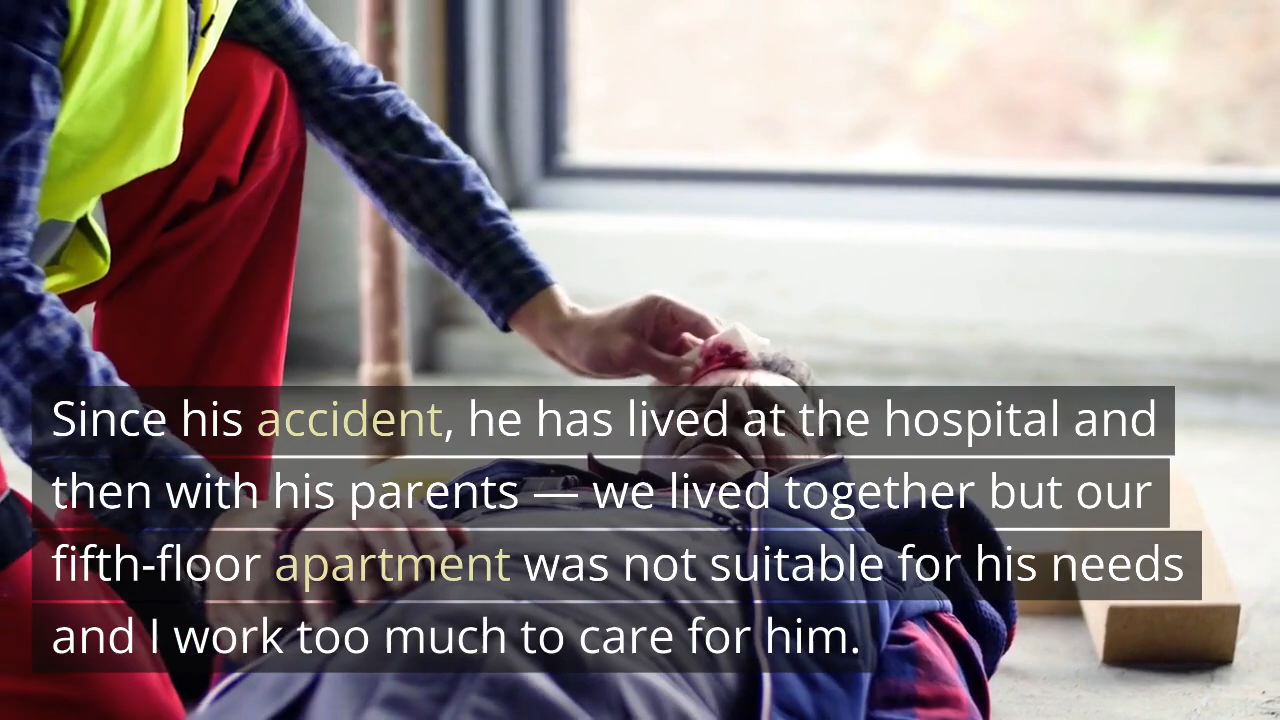 Since his accident, he has lived at the hospital and
then with his parents — we lived together but our
fifth-floor apartment was not suitable for his needs
and I work too much to care for him.